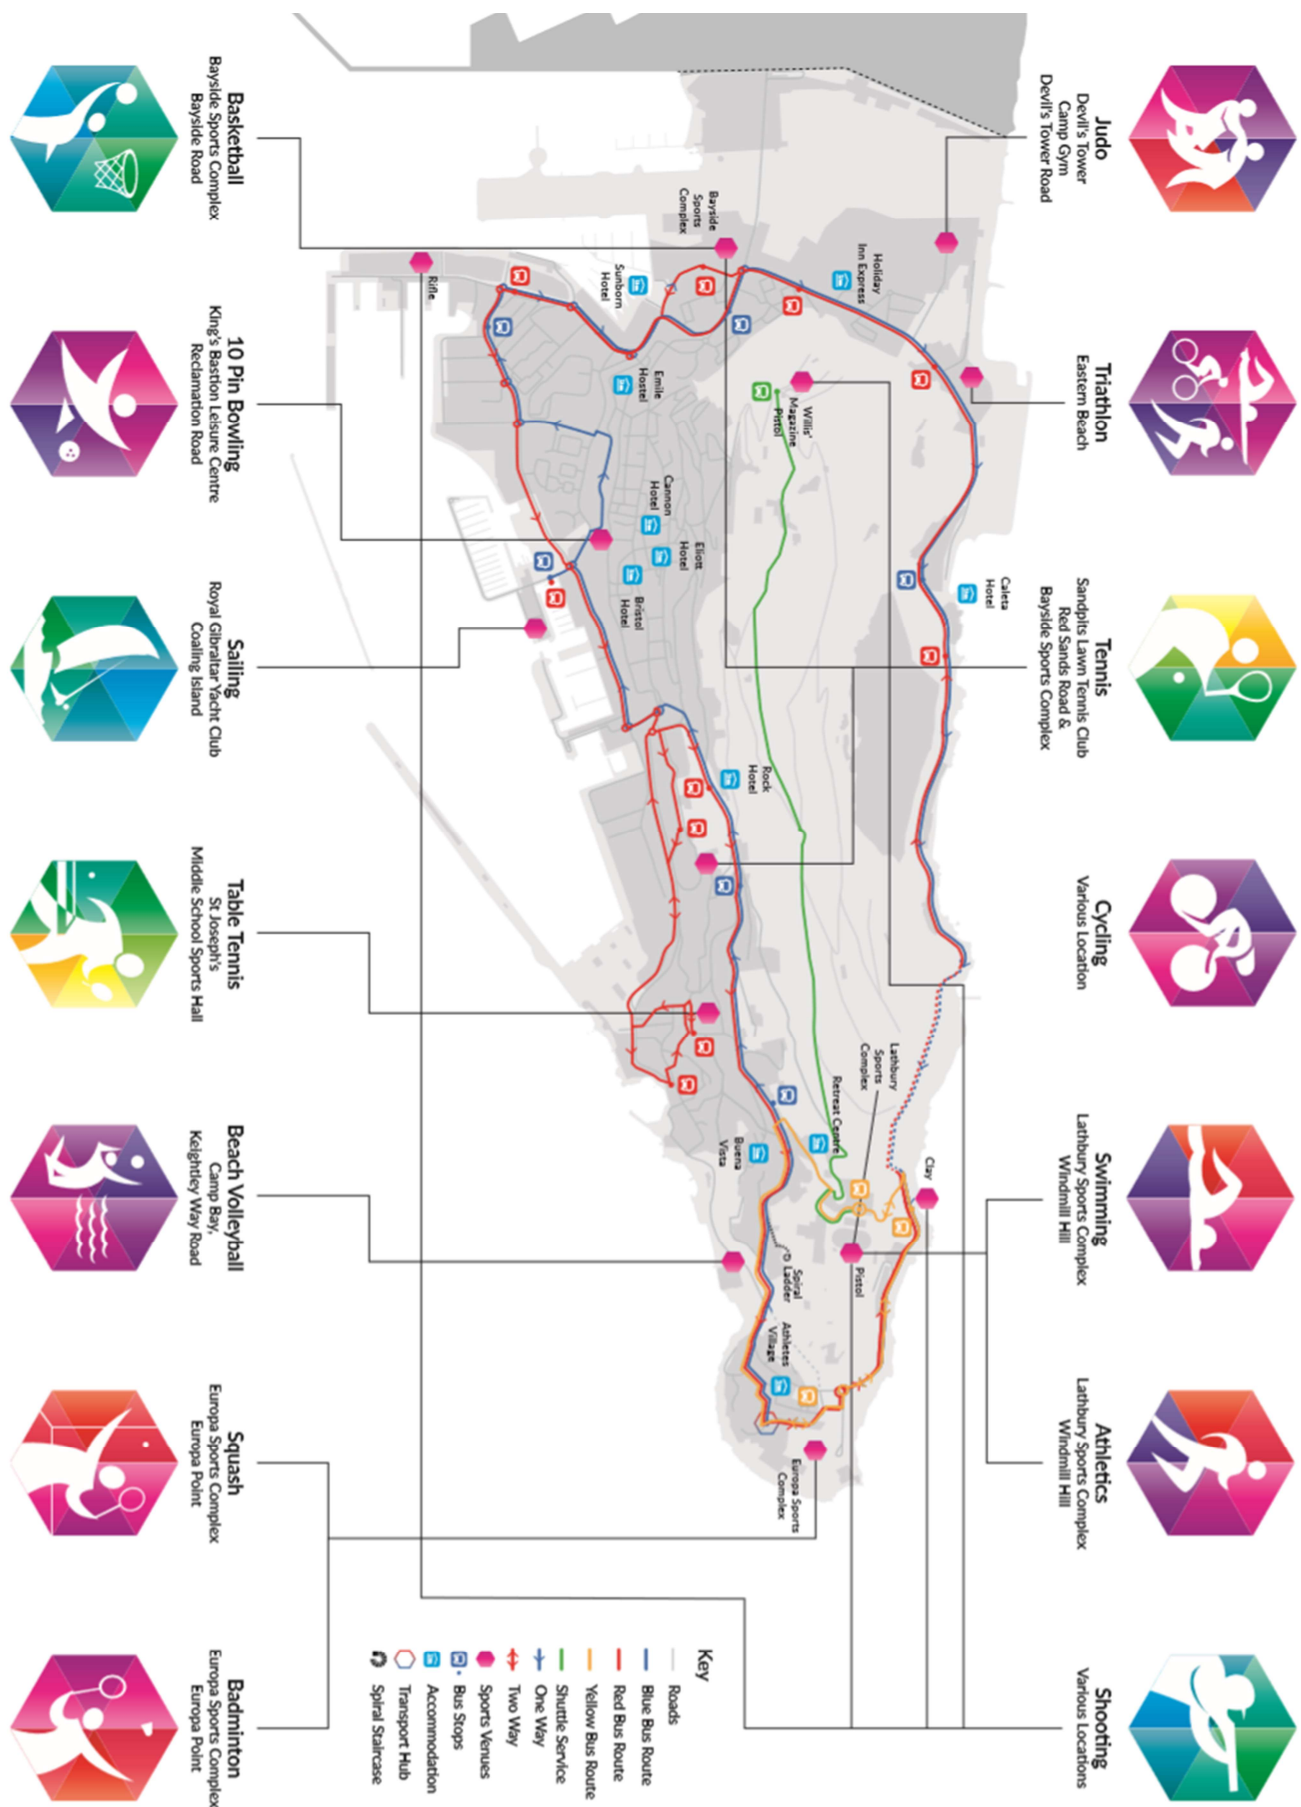 Judo
Devil's Tower
Camp Gym
Devil's Tower Road
Triathlon
Eastern Beach
Tennis
Sandpits Lawn Tennis Club
Red Sands Road &
Bayside Sports Complex
Cycling
Various Location
Swimming
Lathbury Sports Complex
Windmill Hill
Athletics
Lathbury Sports Complex
Windmill Hill
Shooting
Various Locations
Holiday
Inn Express
Caleta
Hotel
Clay
Lathbury
Sports
Complex
Retreat Centre
Pistol
Willis'
Magazine
Pistol
Bayside
Sports
Complex
Sunborn
Hotel
Rifle
Emile
Hostel
Cannon
Hotel
Eliott
Hotel
Bristol
Hotel
Rock
Hotel
Buena
Vista
Spiral
Ladder
Athletes
Village
Europa Sports
Complex
Key
Roads
Blue Bus Route
Red Bus Route
Yellow Bus Route
Shuttle Service
One Way
Two Way
Sports Venues
Bus Stops
Accommodation
Transport Hub
Spiral Staircase
Basketball
Bayside Sports Complex
Bayside Road
10 Pin Bowling
King's Bastion Leisure Centre
Reclamation Road
Sailing
Royal Gibraltar Yacht Club
Coaling Island
Table Tennis
St Joseph's
Middle School Sports Hall
Beach Volleyball
Camp Bay,
Keightley Way Road
Squash
Europa Sports Complex
Europa Point
Badminton
Europa Sports Complex
Europa Point